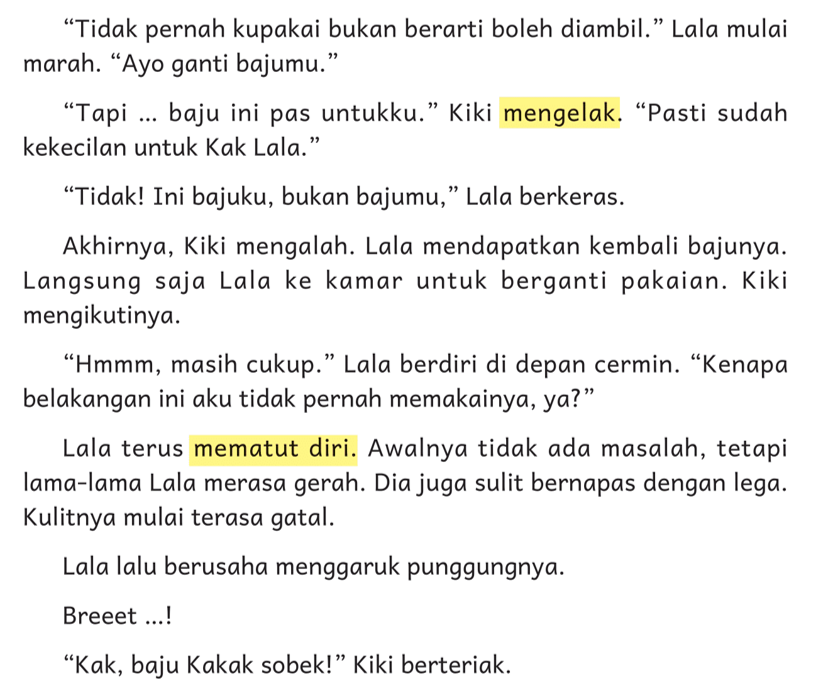 “Tidak pernah kupakai bukan berarti boleh diambil.” Lala mulai
marah. “Ayo ganti bajumu.”
“Tapi ... baju ini pas untukku.” Kiki mengelak. “Pasti sudah
kekecilan untuk Kak Lala.”
“Tidak! Ini bajuku, bukan bajumu,” Lala berkeras.
Akhirnya, Kiki mengalah. Lala mendapatkan kembali bajunya.
Langsung saja Lala ke kamar untuk berganti pakaian. Kiki
mengikutinya.
“Hmmm, masih cukup.” Lala berdiri di depan cermin. “Kenapa
belakangan ini aku tidak pernah memakainya, ya?”
Lala terus mematut diri. Awalnya tidak ada masalah, tetapi
lama-lama Lala merasa gerah. Dia juga sulit bernapas dengan lega.
Kulitnya mulai terasa gatal.
Lala lalu berusaha menggaruk punggungnya.
Breeet ...!
“Kak, baju Kakak sobek!” Kiki berteriak.